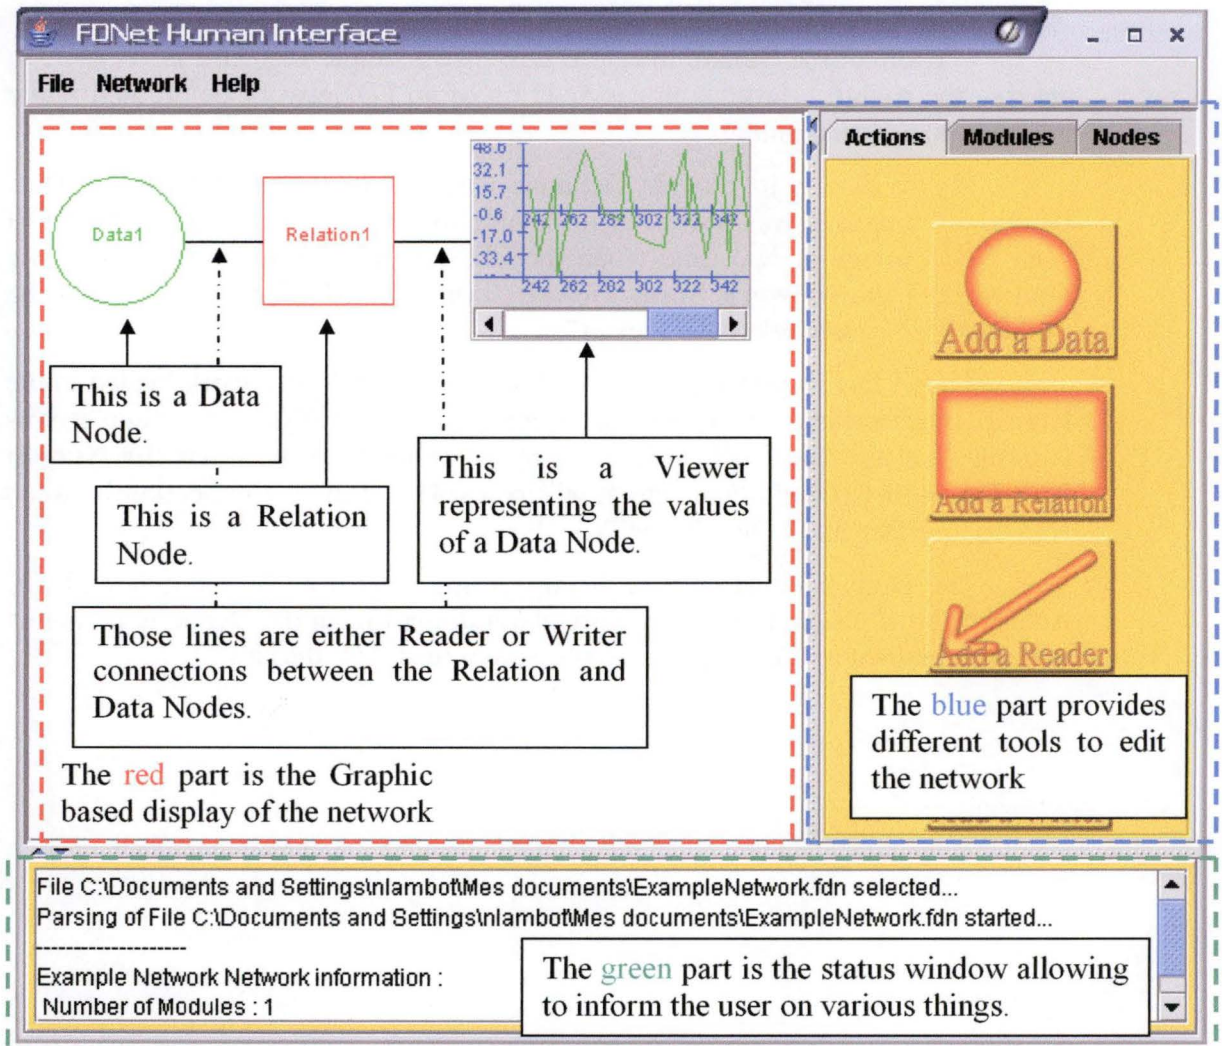 FDNet Human Interface
File Network Help
Actions Modules Nodes
48.6
32.1
15.7
-0.6
-17.0
-33.4
242 262 282 302 322 342
242 262 282 302 322 342
Data1
Relation1
Add a Data
Add a Relation
Add a Reader
This is a Data
Node.
This is a Relation
Node.
This is a Viewer
representing the values
of a Data Node.
Those lines are either Reader or Writer
connections between the Relation and
Data Nodes.
The red part is the Graphic
based display of the network
The blue part provides
different tools to edit
the network
File C:\Documents and Settings\nlambot\Mes documents\ExampleNetwork.fdn selected...
Parsing of File C:\Documents and Settings\nlambot\Mes documents\ExampleNetwork.fdn started...
--------------------
Example Network Network information :
Number of Modules : 1
The green part is the status window allowing
to inform the user on various things.